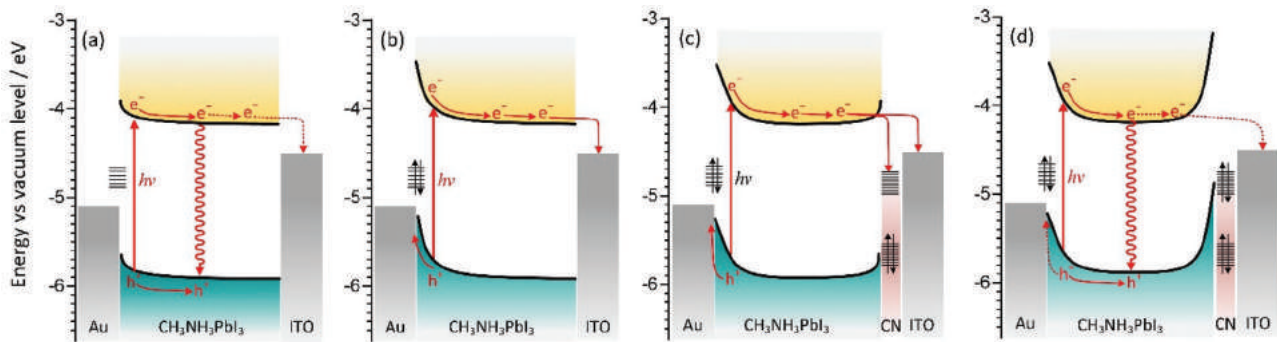 Energy vs vacuum level / eV
-3
-4
-5
-6
(a)
e⁻
e⁻
e⁻
hν
h
h⁺
Au
CH₃NH₃PbI₃
ITO
-3
-4
-5
-6
(b)
e⁻
e⁻
e⁻
hν
h⁺
Au
CH₃NH₃PbI₃
ITO
-3
-4
-5
-6
(c)
e⁻
e⁻
e⁻
hν
h⁺
Au
CH₃NH₃PbI₃
CN
ITO
-3
-4
-5
-6
(d)
e⁻
e⁻
e⁻
hν
h
h⁺
Au
CH₃NH₃PbI₃
CN
ITO